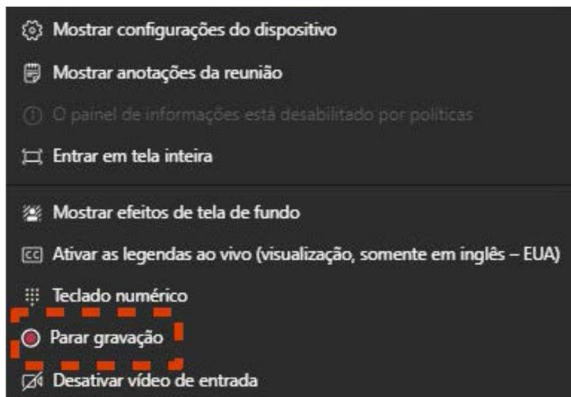 Mostrar configurações do dispositivo
Mostrar anotações da reunião
O painel de informações está desabilitado por políticas
Entrar em tela inteira
Mostrar efeitos de tela de fundo
CC Ativar as legendas ao vivo (visualização, somente em inglês – EUA)
Teclado numérico
Parar gravação
Desativar vídeo de entrada